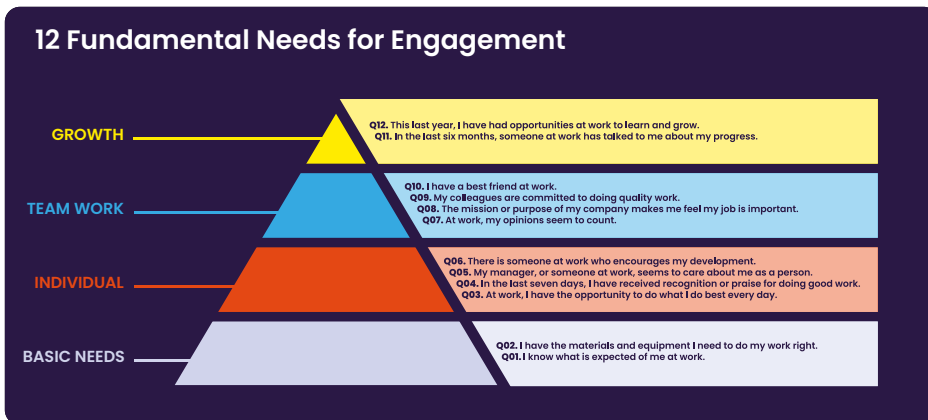 12 Fundamental Needs for Engagement
GROWTH
Q12. This last year, I have had opportunities at work to learn and grow.
Q11. In the last six months, someone at work has talked to me about my progress.
TEAM WORK
Q10. I have a best friend at work.
Q09. My colleagues are committed to doing quality work.
Q08. The mission or purpose of my company makes me feel my job is important.
Q07. At work, my opinions seem to count.
INDIVIDUAL
Q06. There is someone at work who encourages my development.
Q05. My manager, or someone at work, seems to care about me as a person.
Q04. In the last seven days, I have received recognition or praise for doing good work.
Q03. At work, I have the opportunity to do what I do best every day.
BASIC NEEDS
Q02. I have the materials and equipment I need to do my work right.
Q01. I know what is expected of me at work.